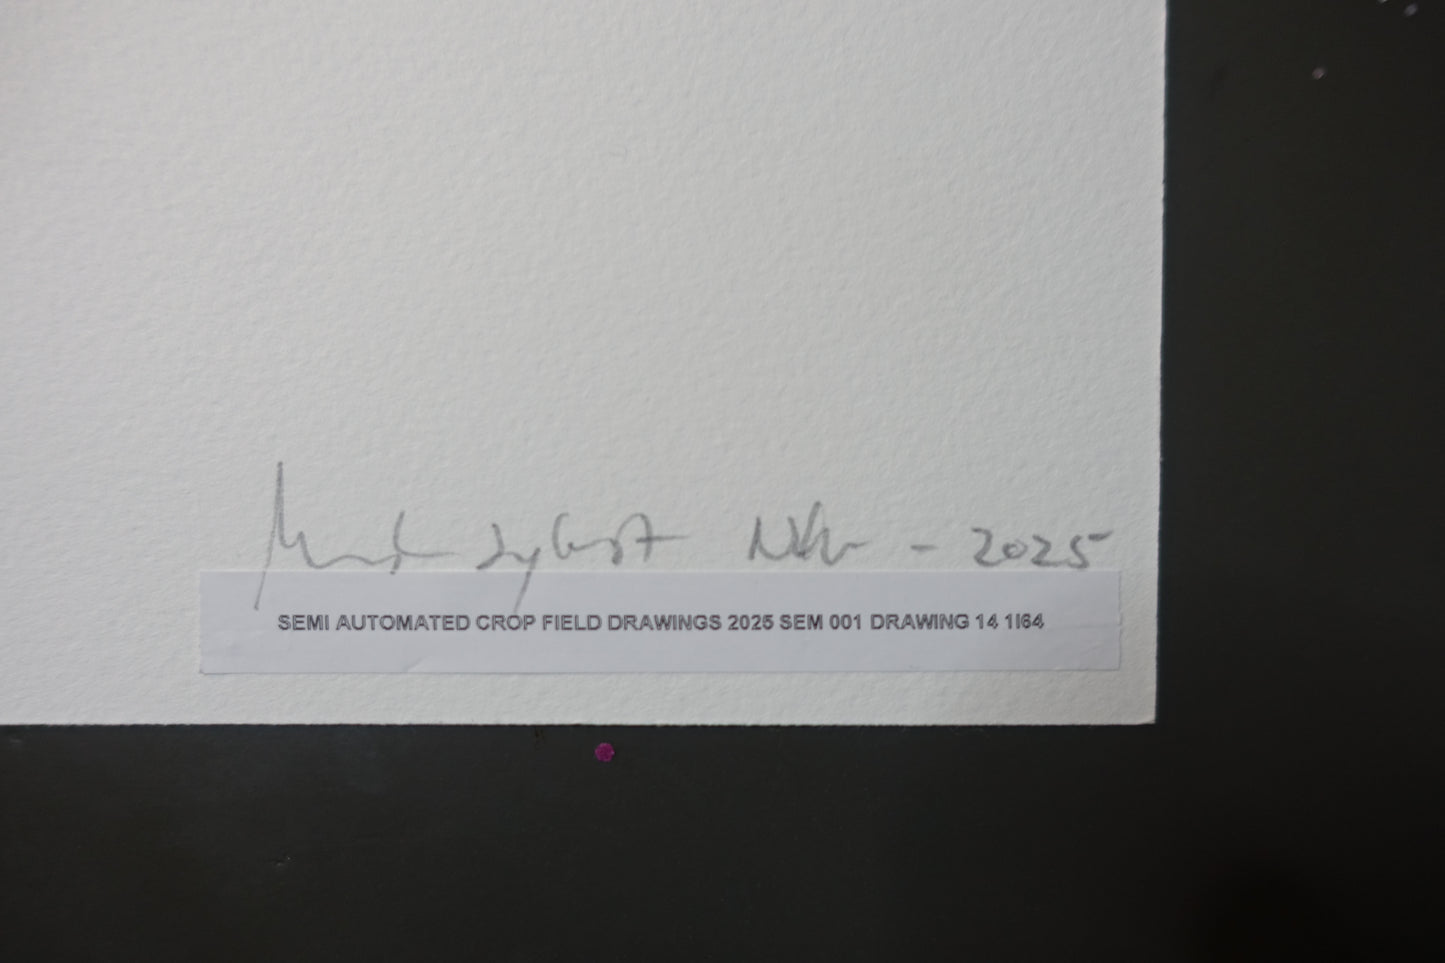 - 2025
SEMI AUTOMATED CROP FIELD DRAWINGS 2025 SEM 001 DRAWING 14 1I64